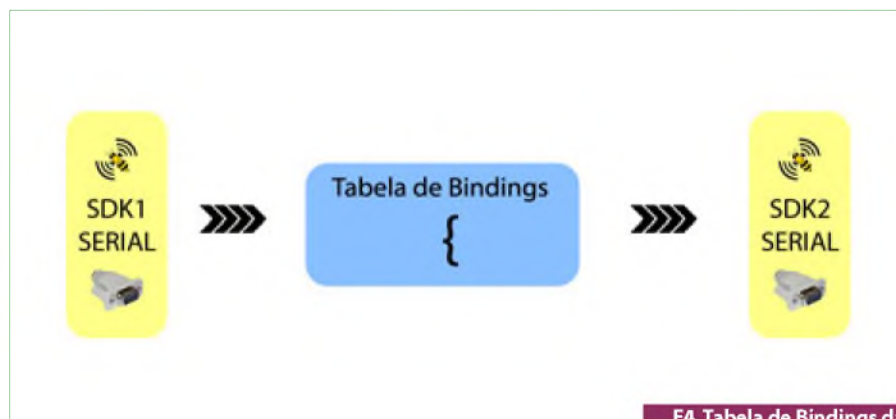 SDK1
SERIAL
Tabela de Bindings
{
SDK2
SERIAL
F4. Tabela de Bindings d